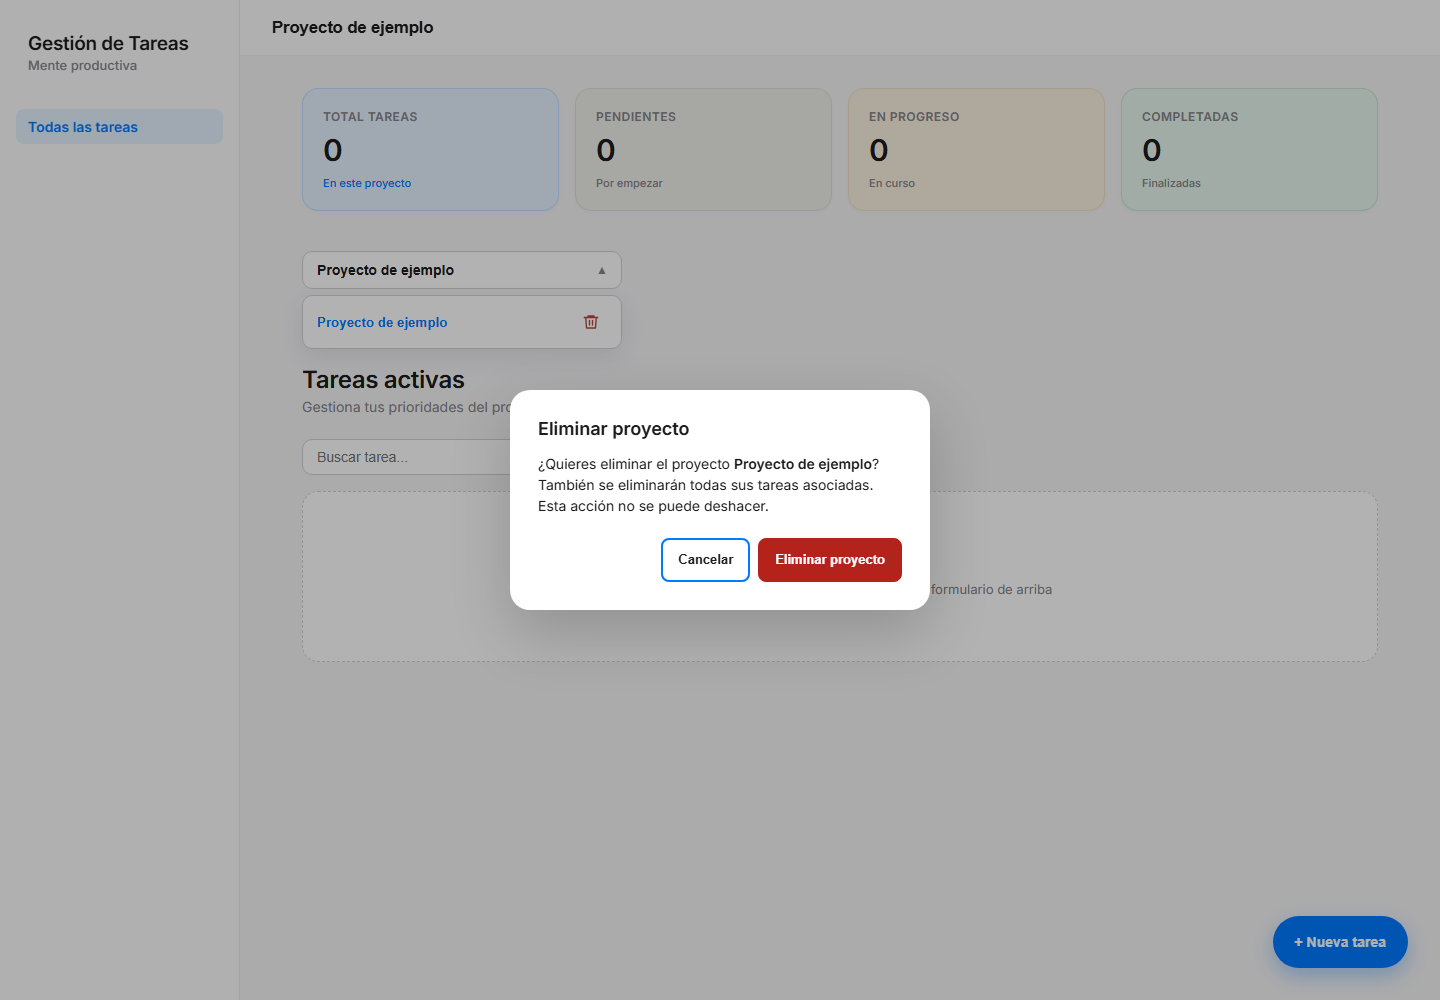 Gestión de Tareas
Mente productiva
Todas las tareas
Proyecto de ejemplo
TOTAL TAREAS
0
En este proyecto
PENDIENTES
0
Por empezar
EN PROGRESO
0
En curso
COMPLETADAS
0
Finalizadas
Proyecto de ejemplo
Proyecto de ejemplo
Tareas activas
Gestiona tus prioridades del
Buscar tarea...
Eliminar proyecto
¿Quieres eliminar el proyecto Proyecto de ejemplo?
También se eliminarán todas sus tareas asociadas.
Esta acción no se puede deshacer.
Cancelar
Eliminar proyecto
formulario de arriba
+ Nueva tarea